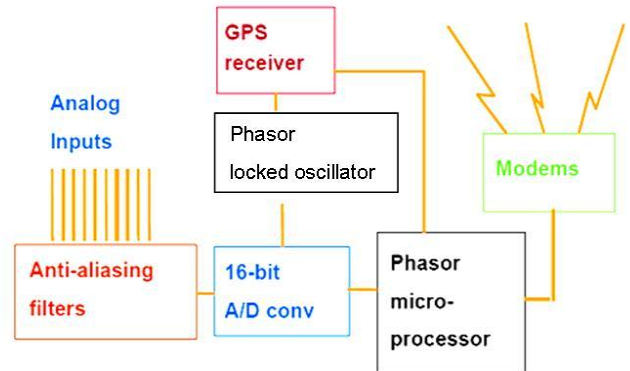 GPS
receiver
Analog
Inputs
Phasor
locked oscillator
Modems
Anti-aliasing
filters
16-bit
A/D conv
Phasor
micro-
processor